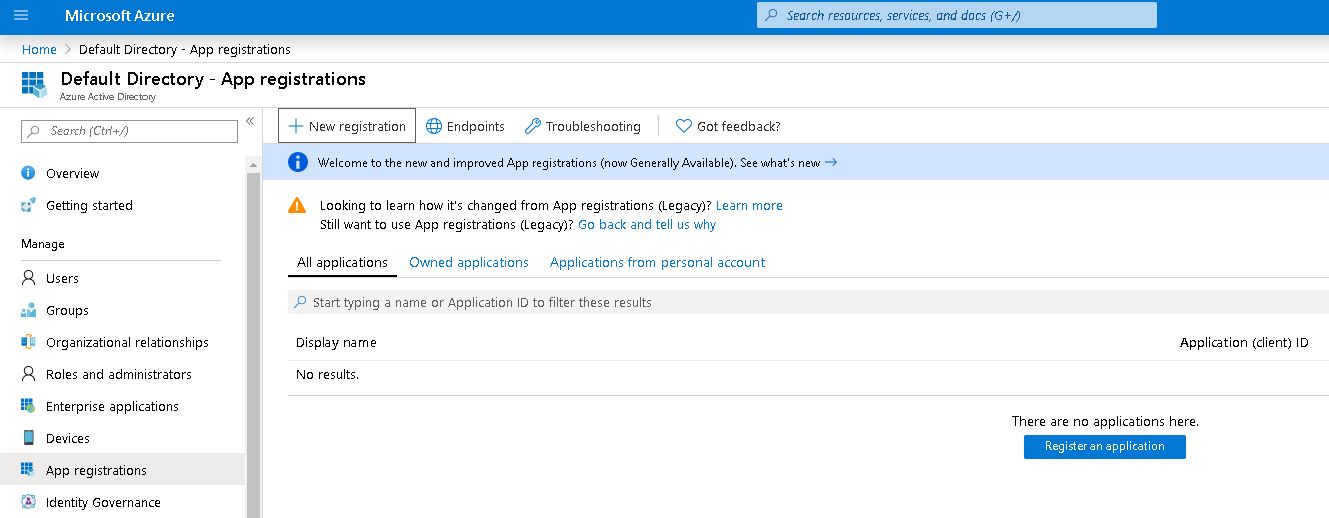 Microsoft Azure
Search resources, services, and docs (G+/)
Home > Default Directory - App registrations
Default Directory - App registrations
Azure Active Directory
Search (Ctrl+/)
«
Overview
Getting started
Manage
Users
Groups
Organizational relationships
Roles and administrators
Enterprise applications
Devices
App registrations
Identity Governance
New registration
Endpoints
Troubleshooting
Got feedback?
Welcome to the new and improved App registrations (now Generally Available). See what's new →
Looking to learn how it's changed from App registrations (Legacy)? Learn more
Still want to use App registrations (Legacy)? Go back and tell us why
All applications
Owned applications
Applications from personal account
Start typing a name or Application ID to filter these results
Display name
Application (client) ID
No results.
There are no applications here.
Register an application